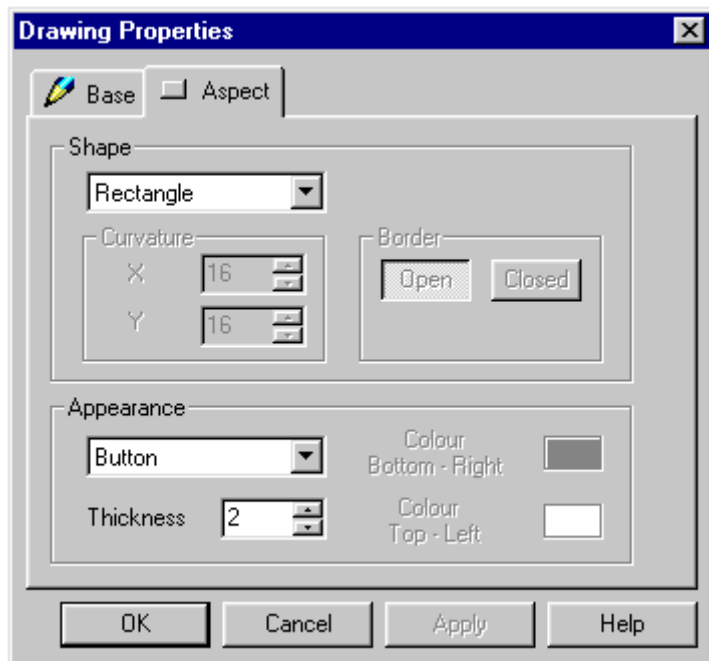 Drawing Properties
Base
Aspect
Shape
Rectangle
Curvature
X 16
Y 16
Border
Open Closed
Appearance
Button
Thickness 2
Colour
Bottom - Right
Colour
Top - Left
OK Cancel Apply Help